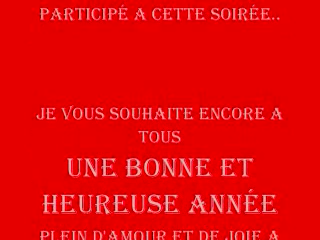 PARTICIPÉ A CETTE SOIRÉE..
JE VOUS SOUHAITE ENCORE A
TOUS
UNE BONNE ET
HEUREUSE ANNÉE
PLEIN D'AMOUR ET DE JOIE A